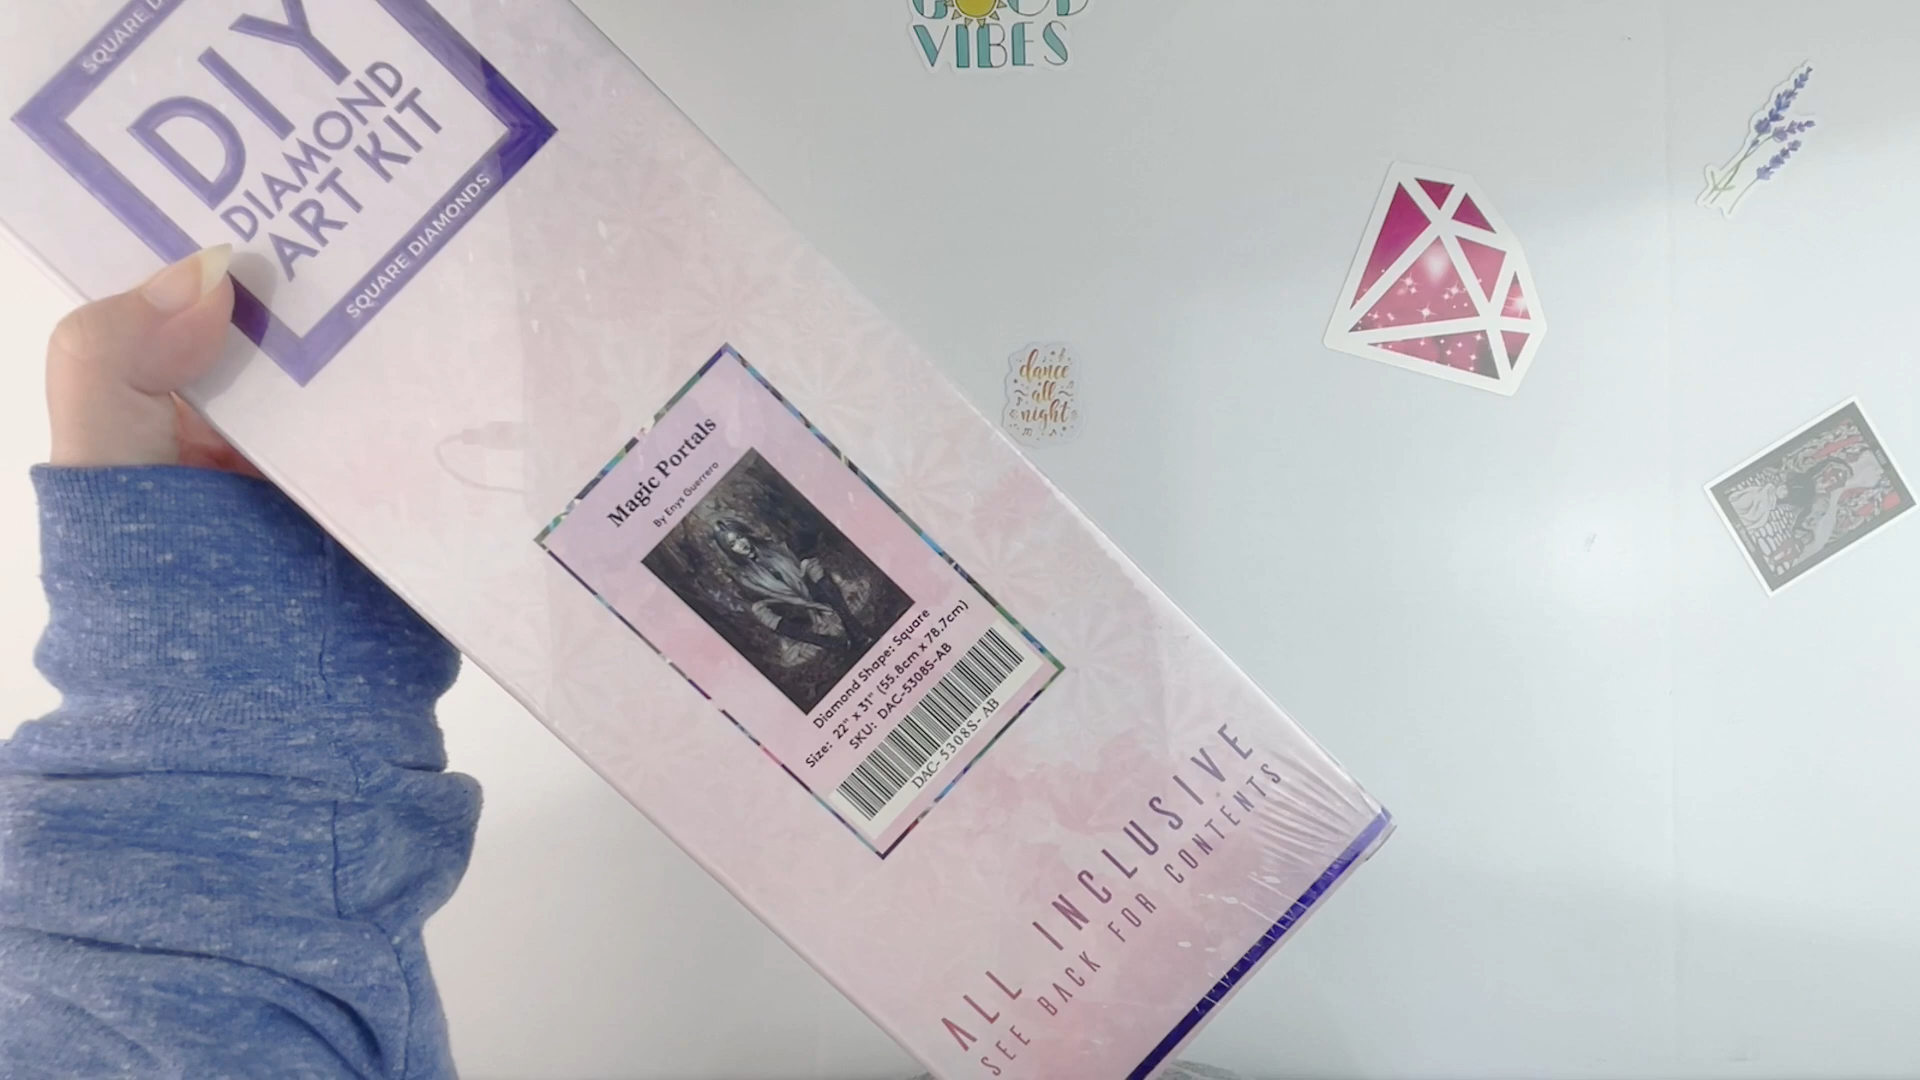 SQUARE D
DIY
DIAMOND
ART KIT
SQUARE DIAMONDS
Magic Portals
By Enys Guerrero
Diamond Shape: Square
Size: 22" x 31" (55.8cm x 78.7cm)
SKU: DAC-5308S-AB
DAC- 5308S- AB
ALL INCLUSIVE
SEE BACK FOR CONTENTS
GOOD
VIBES
dance
all
night